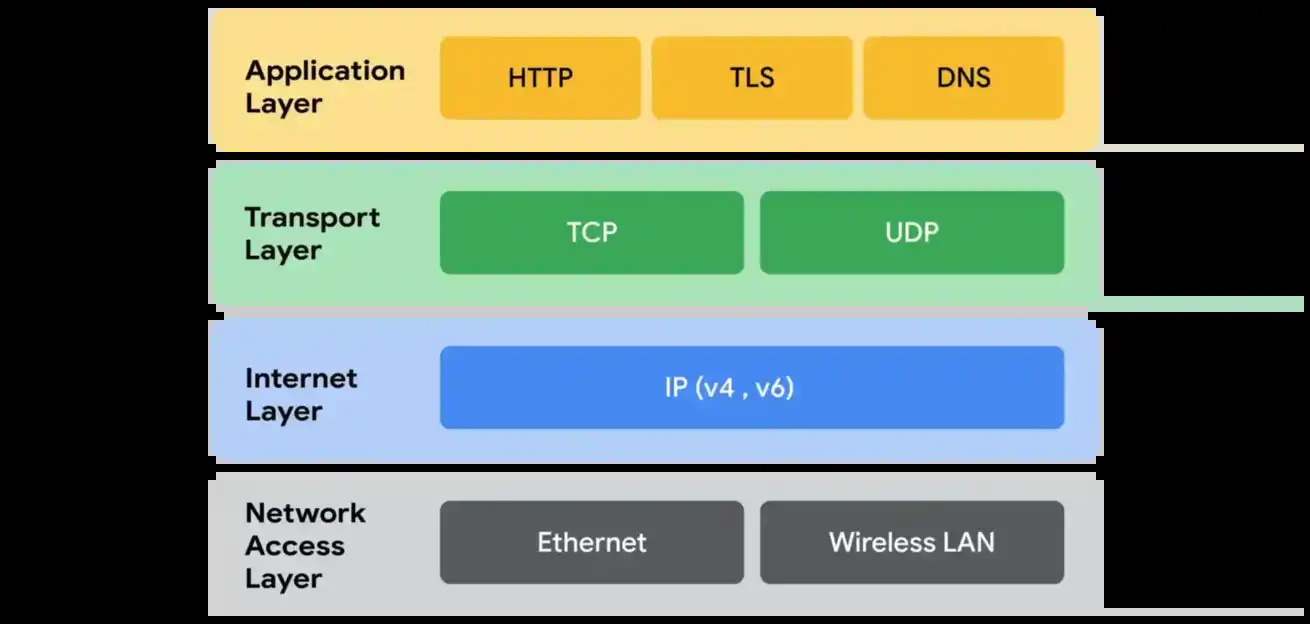 Application
Layer
HTTP
TLS
DNS
Transport
Layer
TCP
UDP
Internet
Layer
IP (v4 , v6)
Network
Access
Layer
Ethernet
Wireless LAN